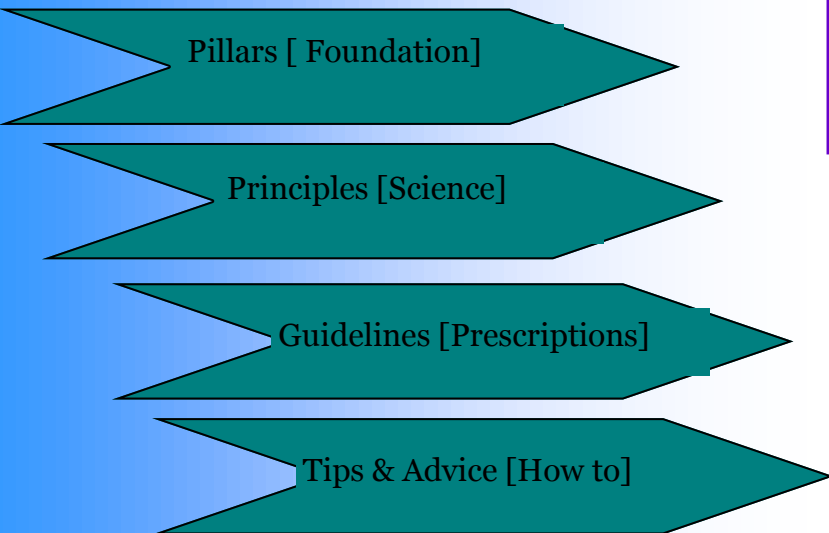 Pillars [ Foundation]
Principles [Science]
Guidelines [Prescriptions]
Tips & Advice [How to]